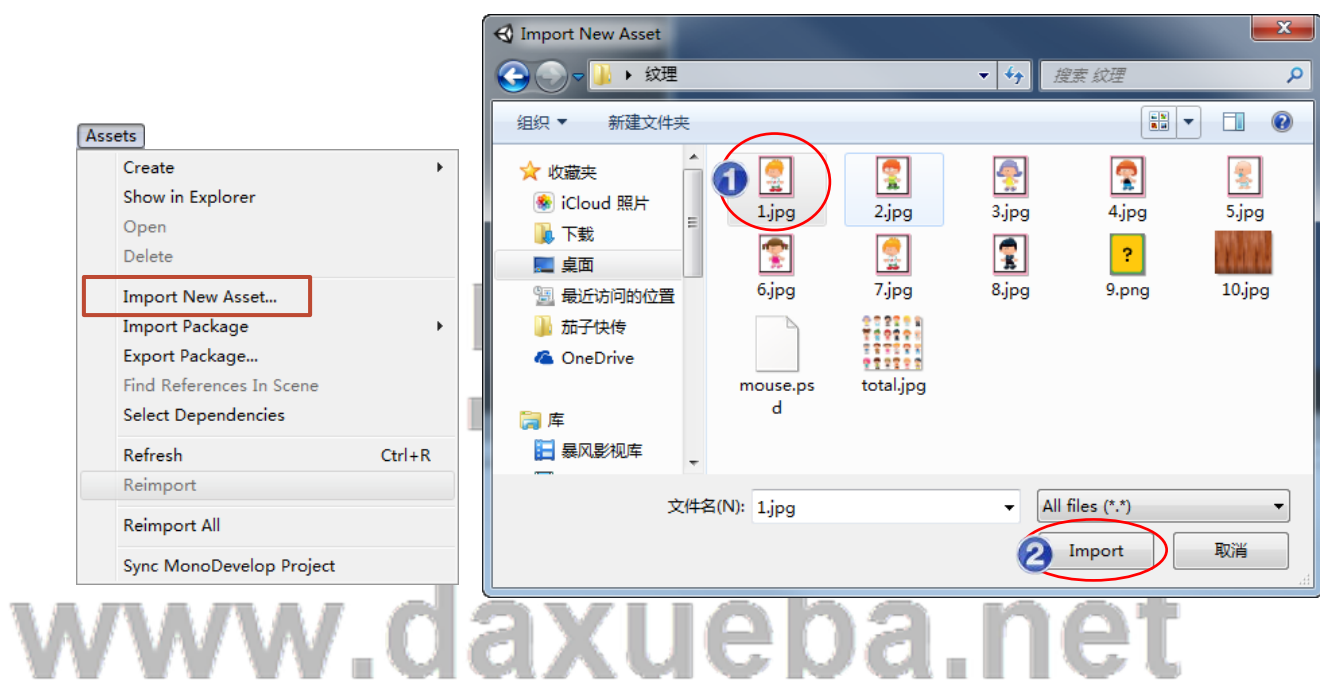 Assets
Create
Show in Explorer
Open
Delete
Import New Asset...
Import Package
Export Package...
Find References In Scene
Select Dependencies
Refresh Ctrl+R
Reimport
Reimport All
Sync MonoDevelop Project
Import New Asset
纹理
搜索 纹理
组织
新建文件夹
收藏夹
iCloud 照片
下载
桌面
最近访问的位置
茄子快传
OneDrive
库
暴风影视库
1
1.jpg
2.jpg
3.jpg
4.jpg
5.jpg
6.jpg
7.jpg
8.jpg
?
9.png
10.jpg
mouse.ps
d
total.jpg
文件名(N): 1.jpg
All files (*.*)
2
Import
取消
www.daxueba.net